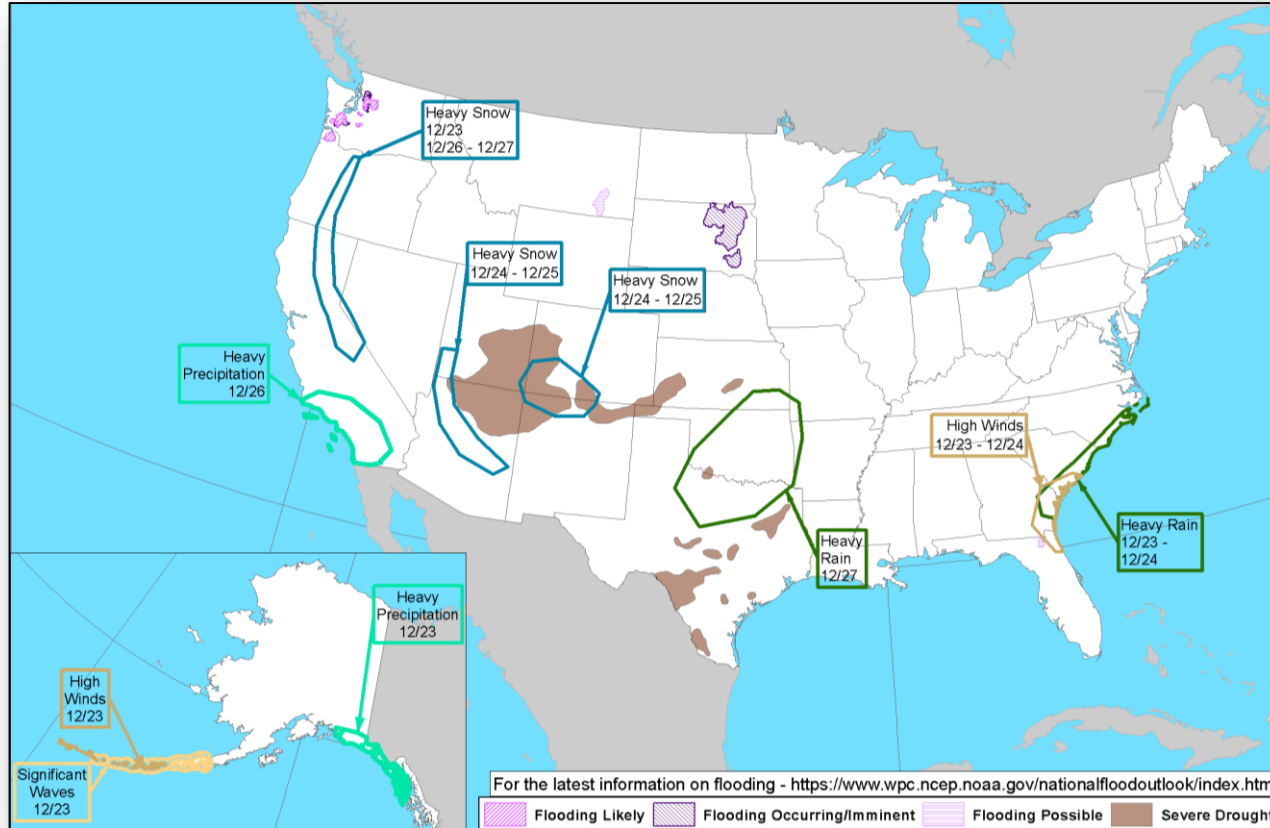 Heavy Snow
12/23
12/26 - 12/27
Heavy Snow
12/24 - 12/25
Heavy Snow
12/24 - 12/25
Heavy
Precipitation
12/26
High Winds
12/23 - 12/24
Heavy Rain
12/23 -
12/24
Heavy
Rain
12/27
Heavy
Precipitation
12/23
High
Winds
12/23
Significant
Waves
12/23
For the latest information on flooding - https://www.wpc.ncep.noaa.gov/nationalfloodoutlook/index.htm
Flooding Likely Flooding Occurring/Imminent Flooding Possible Severe Drought